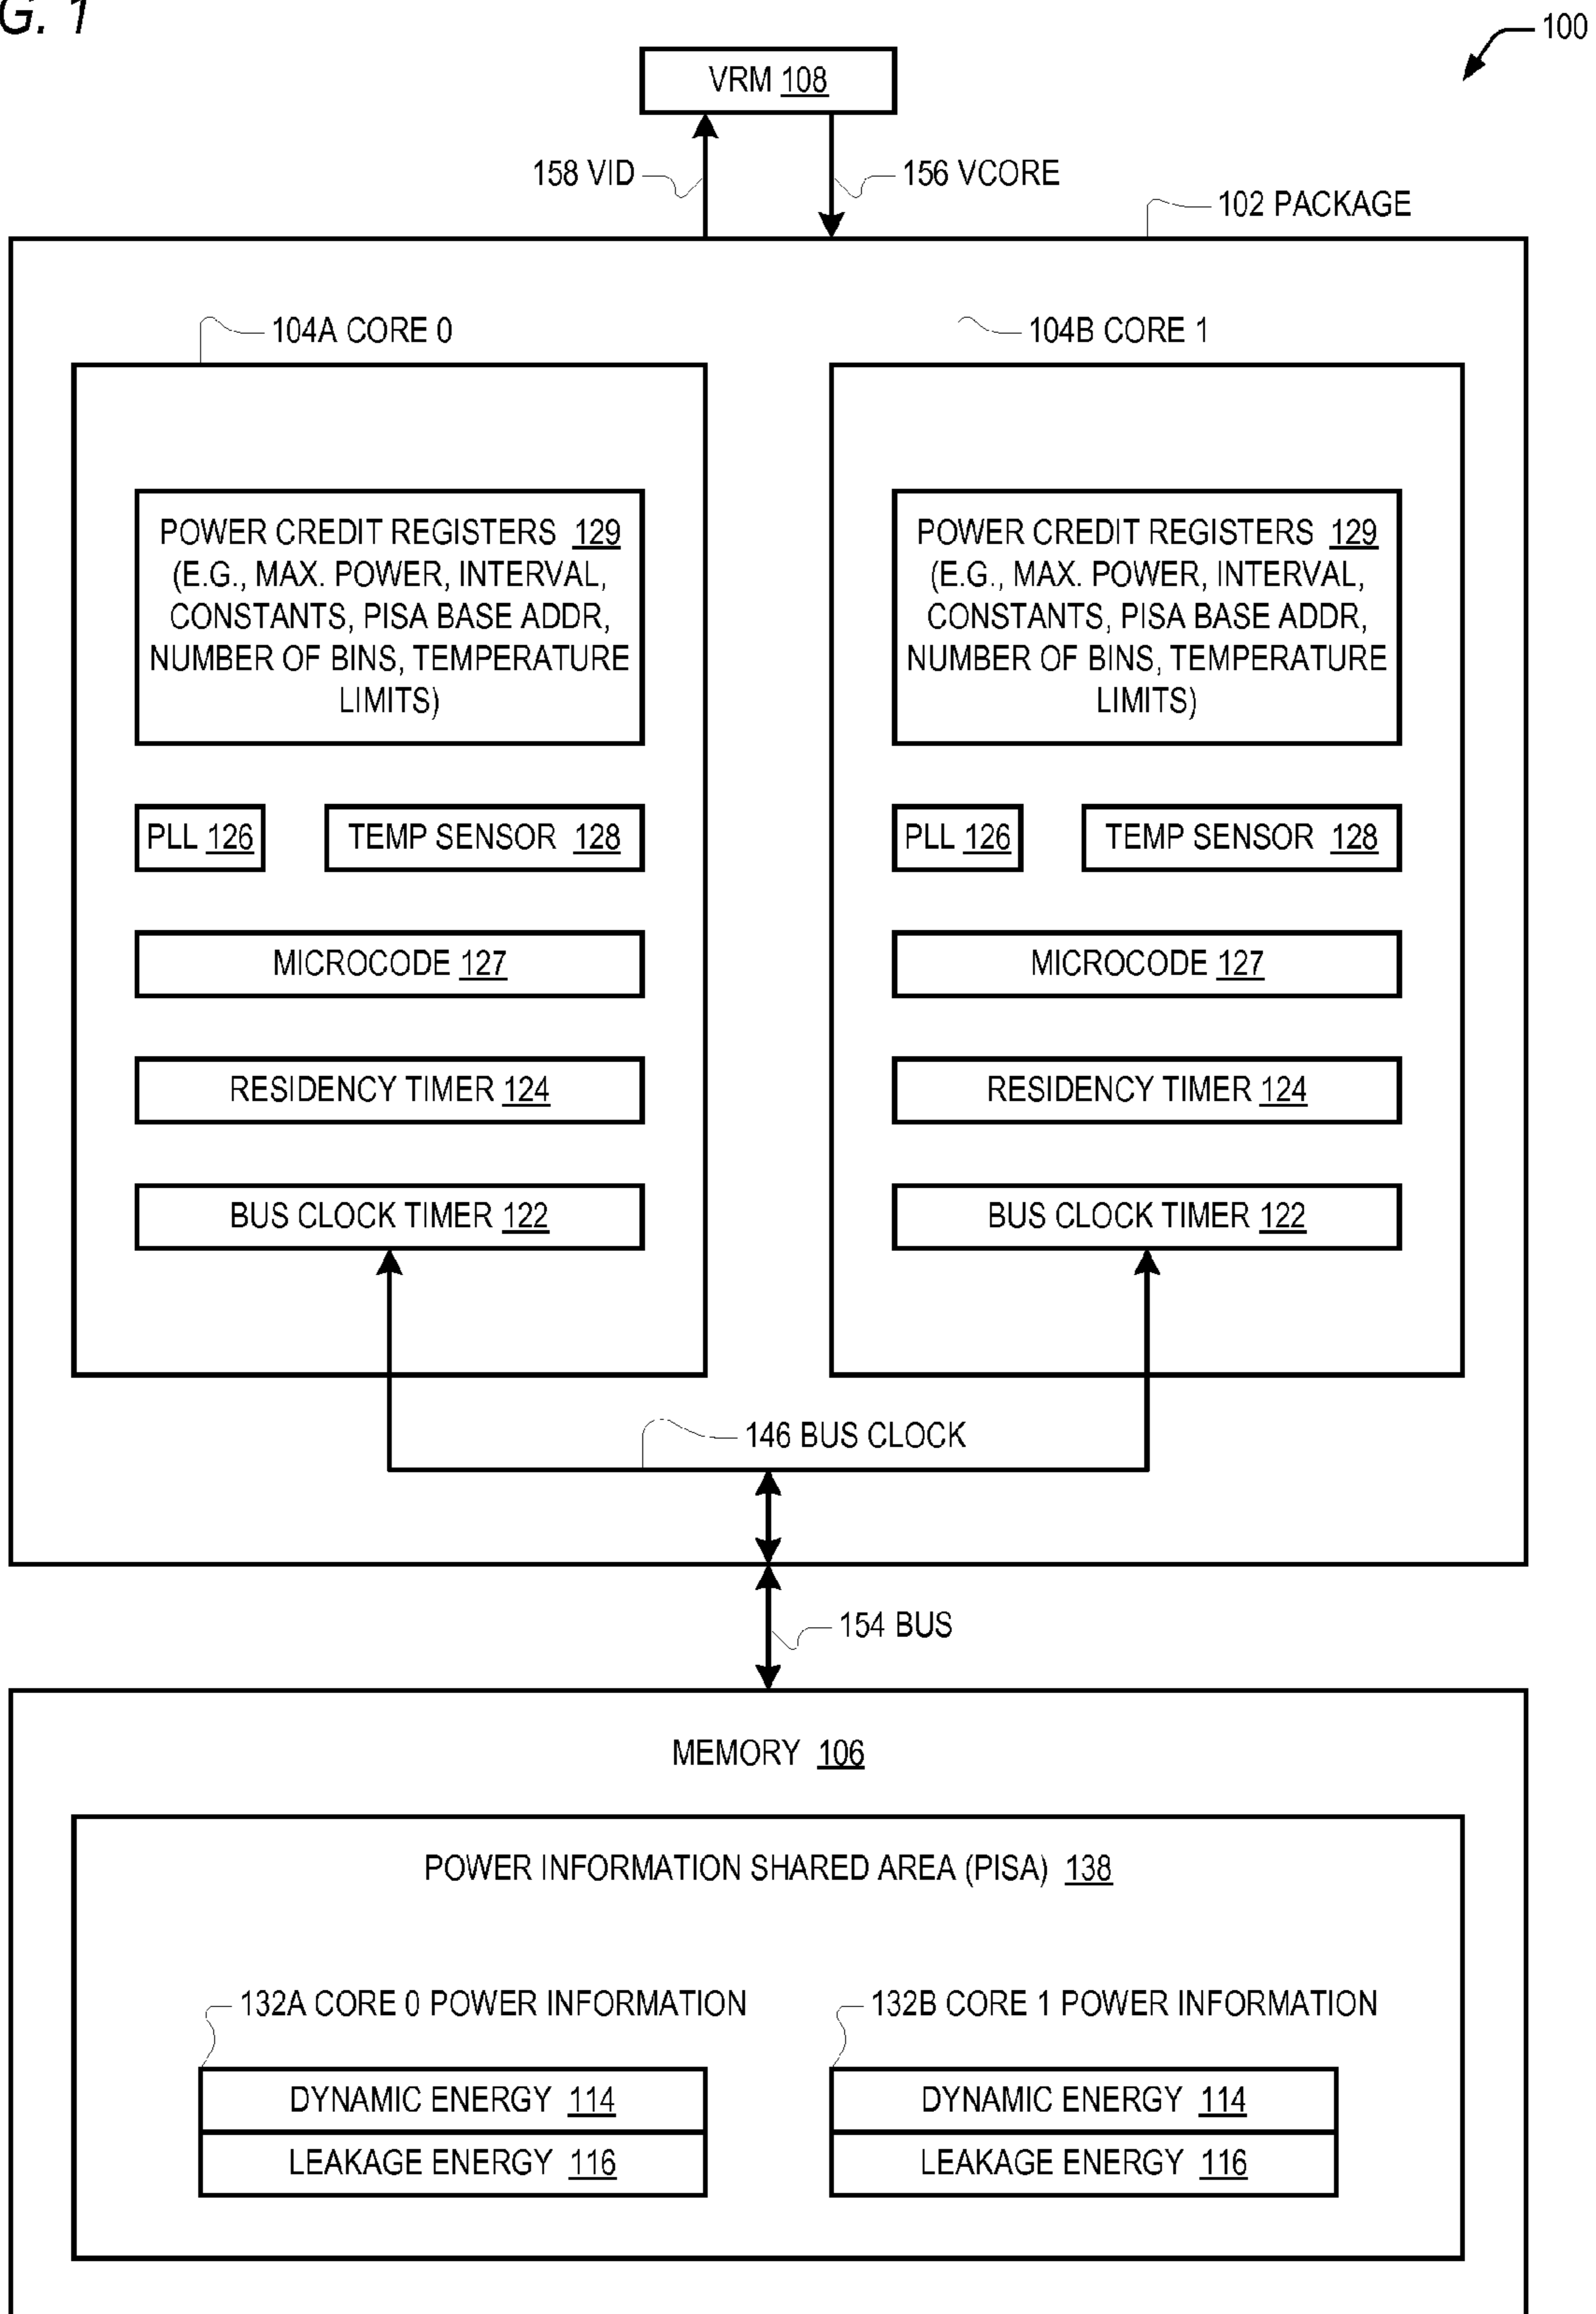 G. 1
100
VRM 108
158 VID
156 VCORE
102 PACKAGE
104A CORE 0
104B CORE 1
POWER CREDIT REGISTERS 129
(E.G., MAX. POWER, INTERVAL,
CONSTANTS, PISA BASE ADDR,
NUMBER OF BINS, TEMPERATURE
LIMITS)
POWER CREDIT REGISTERS 129
(E.G., MAX. POWER, INTERVAL,
CONSTANTS, PISA BASE ADDR,
NUMBER OF BINS, TEMPERATURE
LIMITS)
PLL 126
TEMP SENSOR 128
PLL 126
TEMP SENSOR 128
MICROCODE 127
MICROCODE 127
RESIDENCY TIMER 124
RESIDENCY TIMER 124
BUS CLOCK TIMER 122
BUS CLOCK TIMER 122
146 BUS CLOCK
154 BUS
MEMORY 106
POWER INFORMATION SHARED AREA (PISA) 138
132A CORE 0 POWER INFORMATION
132B CORE 1 POWER INFORMATION
DYNAMIC ENERGY 114
DYNAMIC ENERGY 114
LEAKAGE ENERGY 116
LEAKAGE ENERGY 116